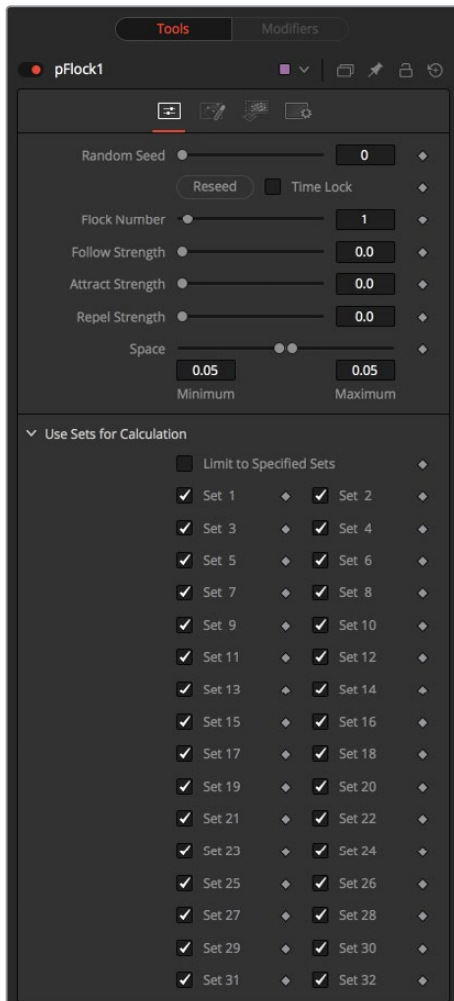 Tools Modifiers
pFlock1
Random Seed 0
Reseed Time Lock
Flock Number 1
Follow Strength 0.0
Attract Strength 0.0
Repel Strength 0.0
Space
0.05 0.05
Minimum Maximum
Use Sets for Calculation
Limit to Specified Sets
Set 1 Set 2
Set 3 Set 4
Set 5 Set 6
Set 7 Set 8
Set 9 Set 10
Set 11 Set 12
Set 13 Set 14
Set 15 Set 16
Set 17 Set 18
Set 19 Set 20
Set 21 Set 22
Set 23 Set 24
Set 25 Set 26
Set 27 Set 28
Set 29 Set 30
Set 31 Set 32